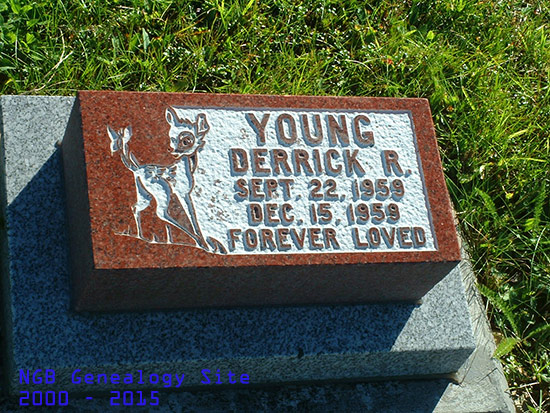 YOUNG
DERRICK R.
SEPT. 22, 1959
DEC. 15, 1959
FOREVER LOVED
NGB Genealogy Site
2000 - 2015